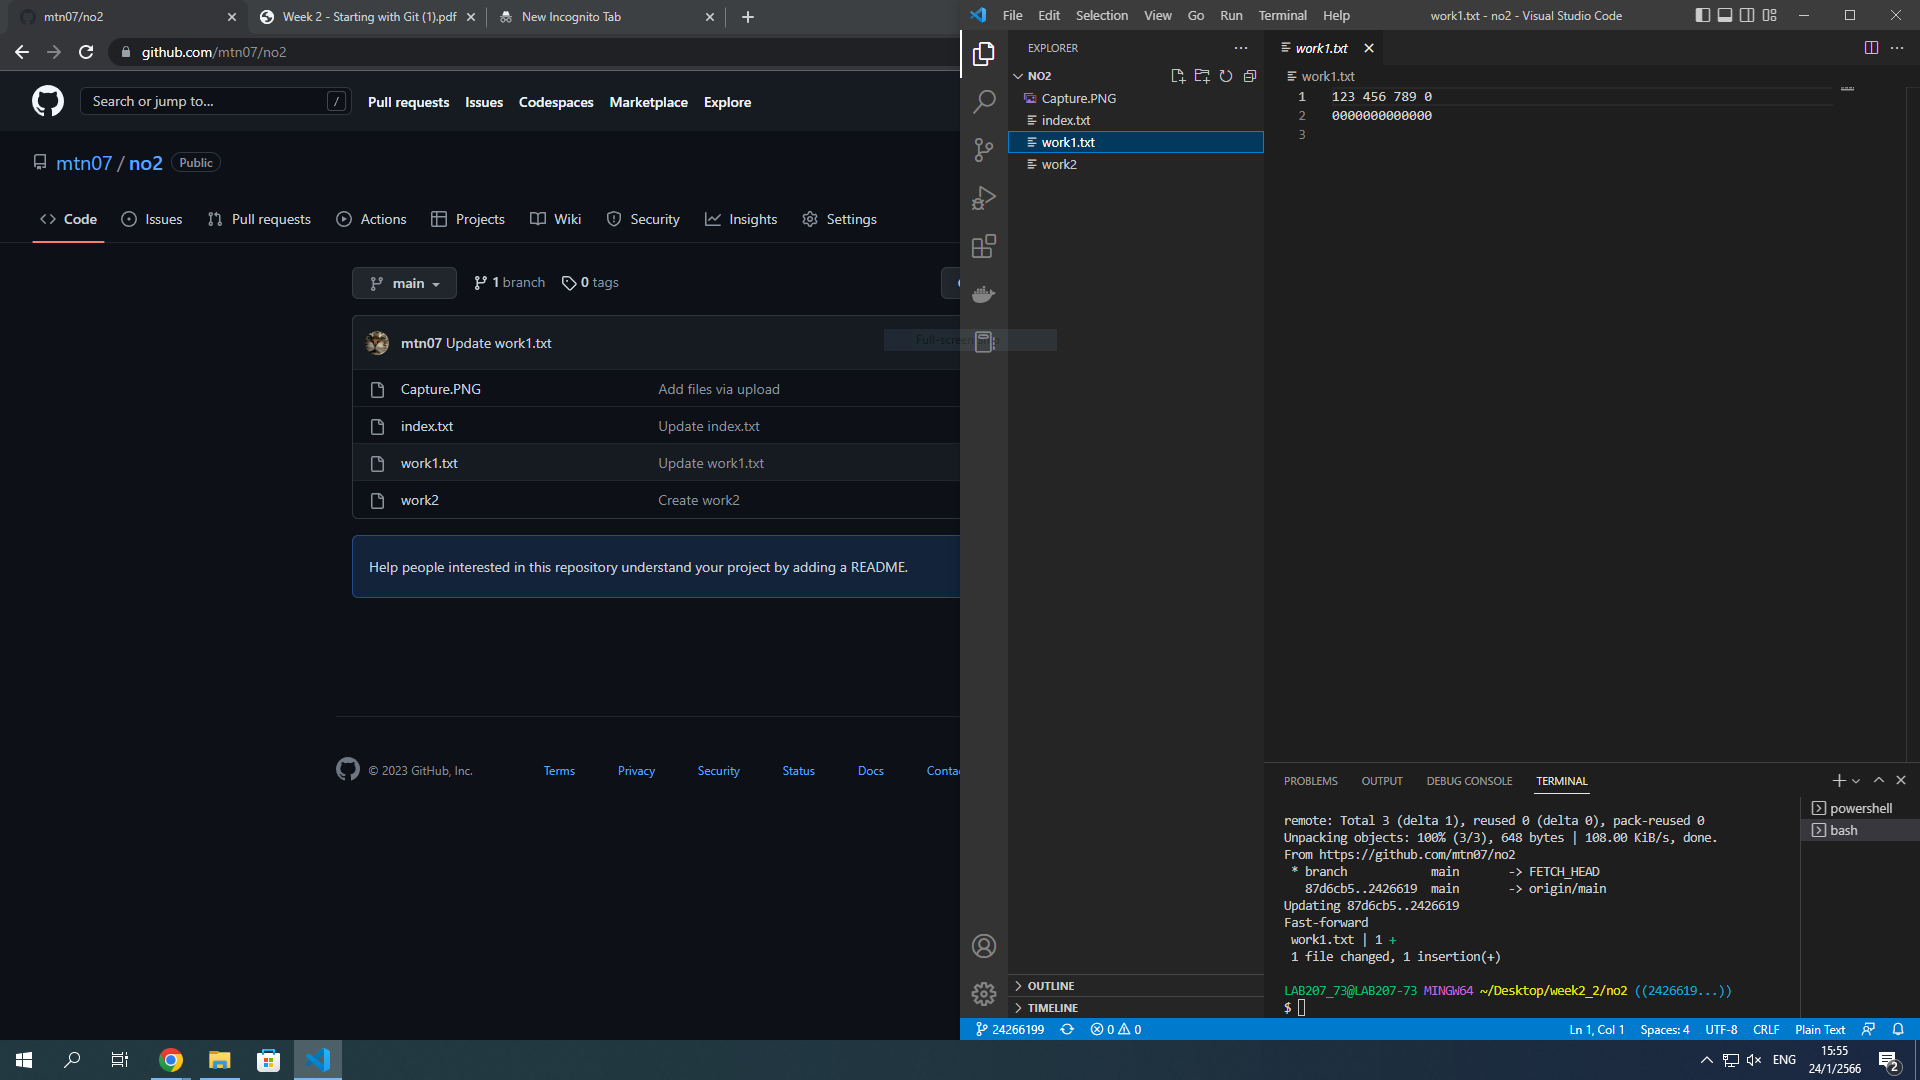 mtn07/no2
Week 2 - Starting with Git (1).pdf
New Incognito Tab
github.com/mtn07/no2
Search or jump to... /
Pull requests Issues Codespaces Marketplace Explore
mtn07 / no2 Public
Code Issues Pull requests Actions Projects Wiki Security Insights Settings
main 1 branch 0 tags
mtn07 Update work1.txt
Capture.PNG Add files via upload
index.txt Update index.txt
work1.txt Update work1.txt
work2 Create work2
Help people interested in this repository understand your project by adding a README.
© 2023 GitHub, Inc. Terms Privacy Security Status Docs Conta
File Edit Selection View Go Run Terminal Help
work1.txt - no2 - Visual Studio Code
EXPLORER
NO2
Capture.PNG
index.txt
work1.txt
work2
Full-screen
OUTLINE
TIMELINE
work1.txt
work1.txt
1 123 456 789 0
2 0000000000000
3
PROBLEMS OUTPUT DEBUG CONSOLE TERMINAL
powershell
bash
remote: Total 3 (delta 1), reused 0 (delta 0), pack-reused 0
Unpacking objects: 100% (3/3), 648 bytes | 108.00 KiB/s, done.
From https://github.com/mtn07/no2
* branch main -> FETCH_HEAD
87d6cb5..2426619 main -> origin/main
Updating 87d6cb5..2426619
Fast-forward
work1.txt | 1 +
1 file changed, 1 insertion(+)
LAB207_73@LAB207-73 MINGW64 ~/Desktop/week2_2/no2 ((2426619...))
$
24266199 0 0
Ln 1, Col 1 Spaces: 4 UTF-8 CRLF Plain Text
ENG
15:55
24/1/2566
2